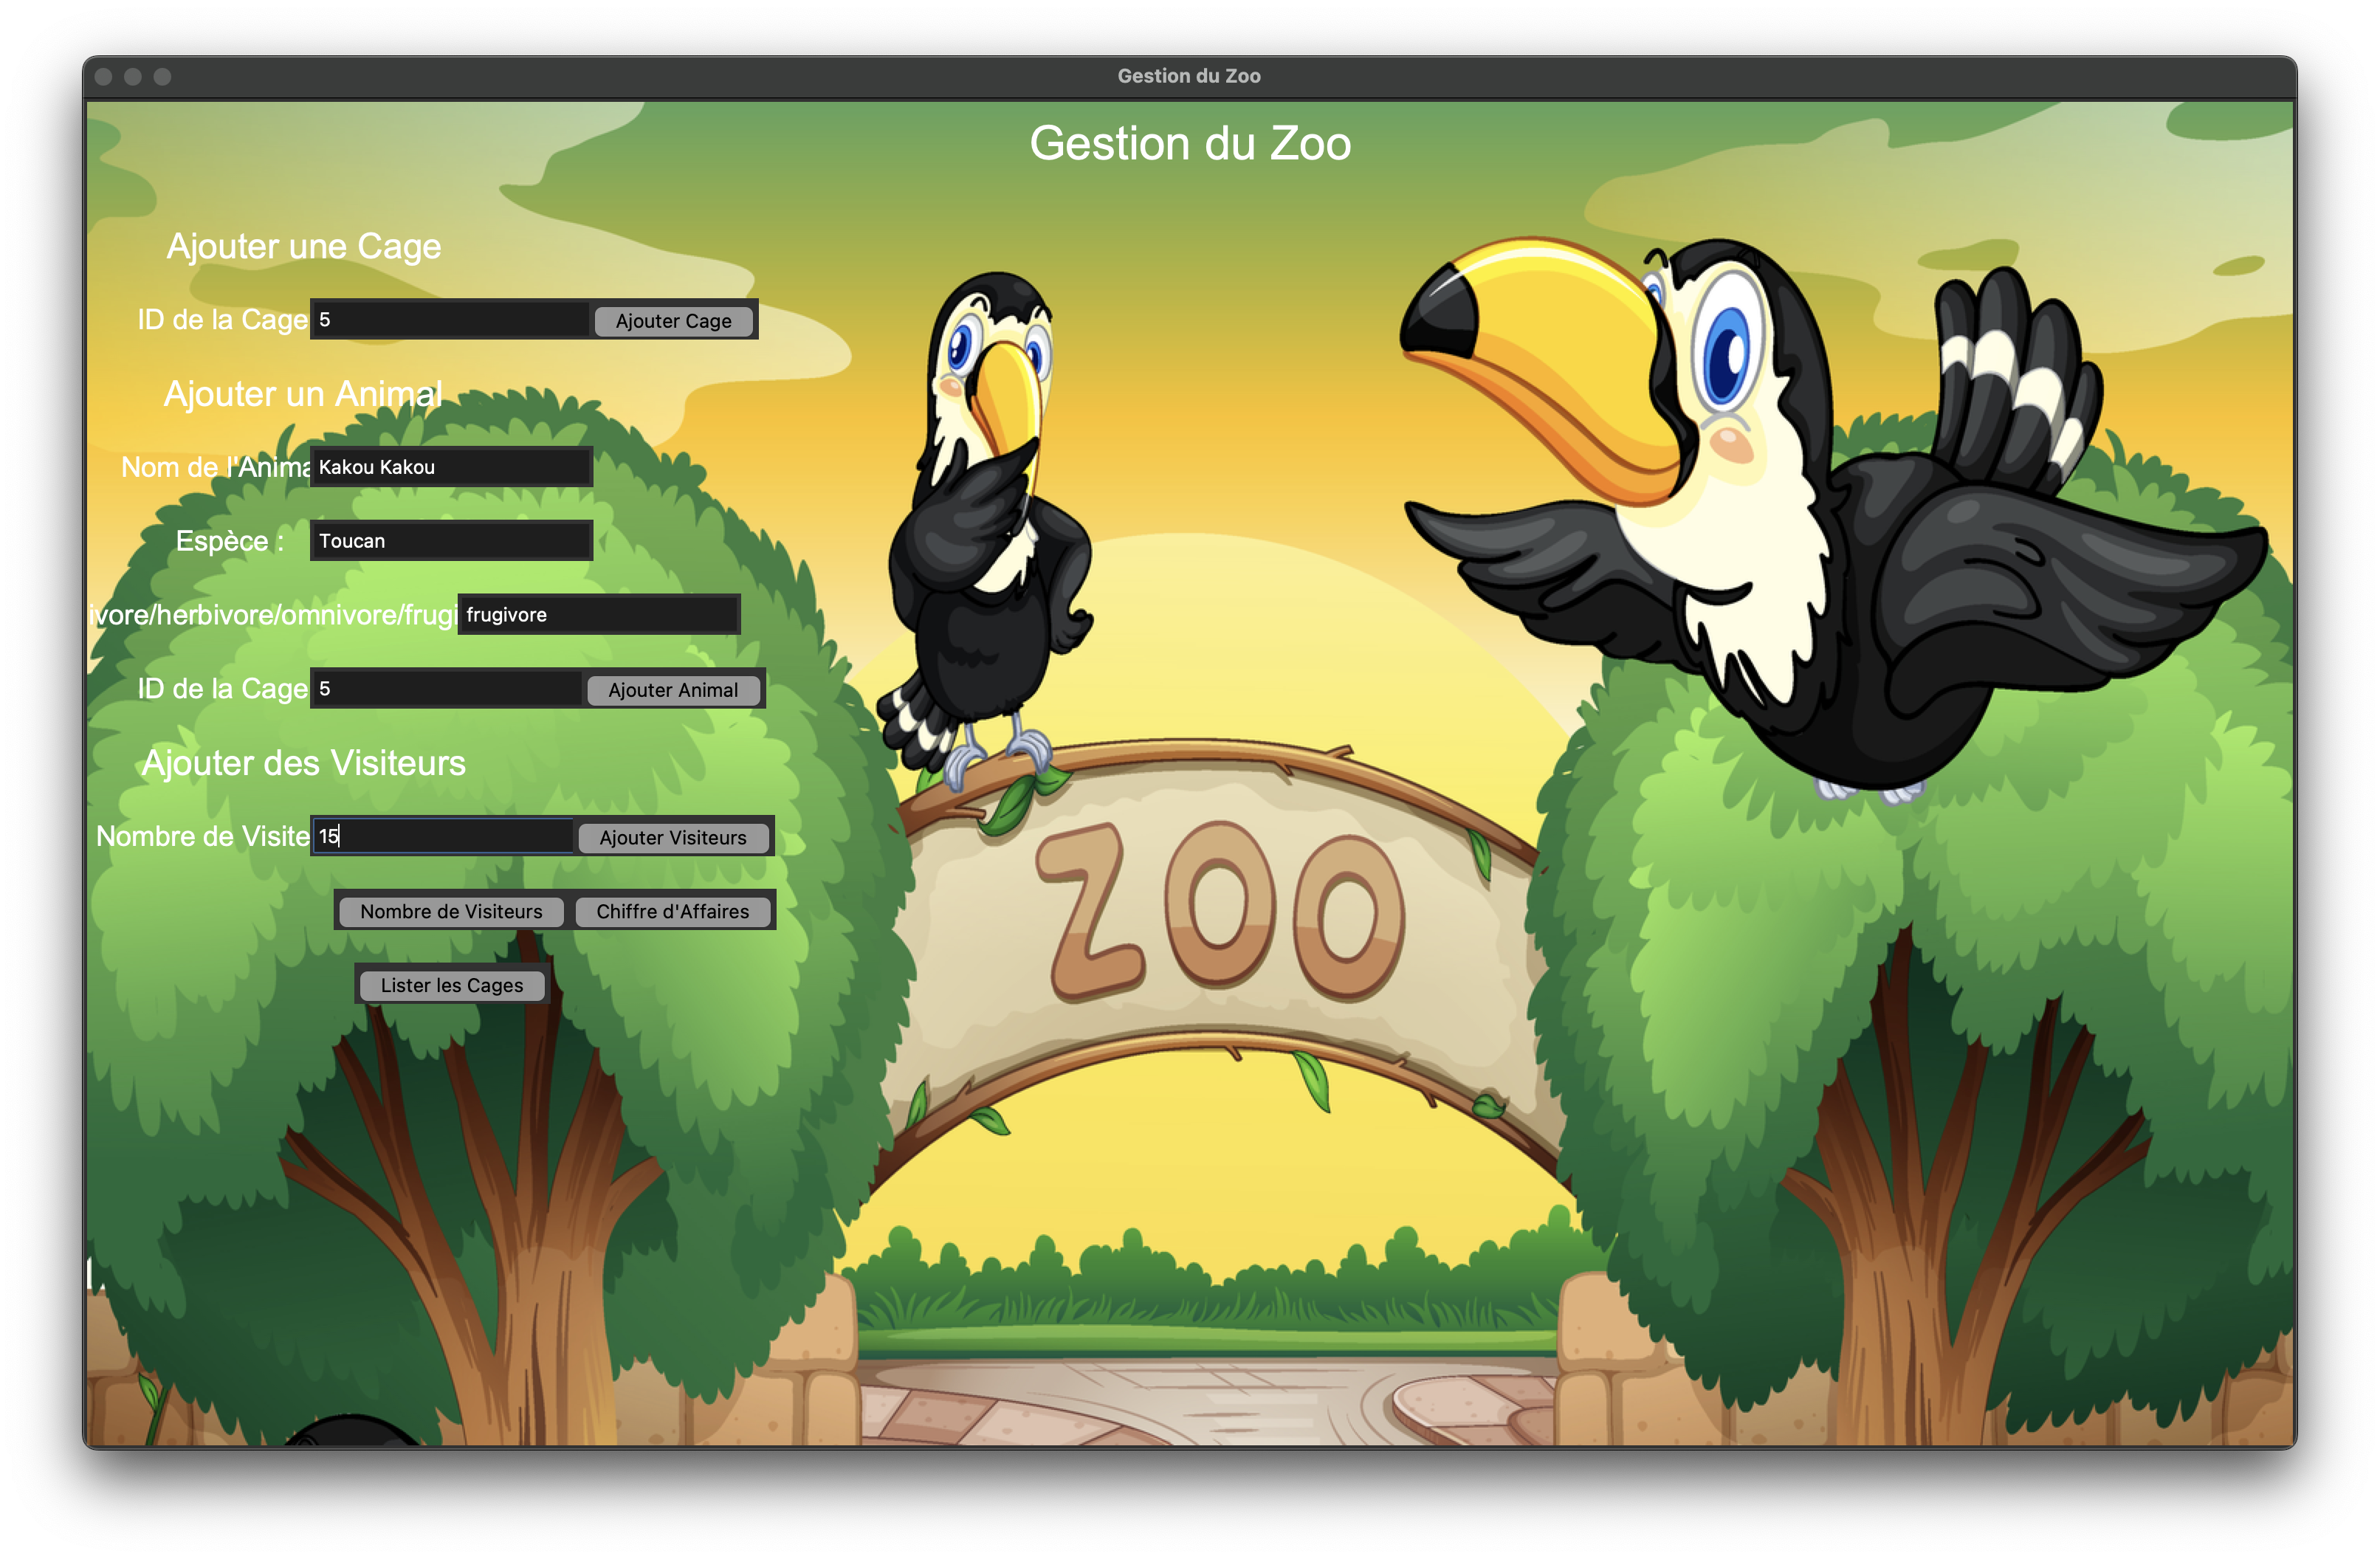 Gestion du Zoo
Gestion du Zoo
Ajouter une Cage
ID de la Cage 5 Ajouter Cage
Ajouter un Animal
Nom de l'Anima Kakou Kakou
Espèce : Toucan
ivore/herbivore/omnivore/frugi frugivore
ID de la Cage 5 Ajouter Animal
Ajouter des Visiteurs
Nombre de Visite 15 Ajouter Visiteurs
Nombre de Visiteurs Chiffre d'Affaires
Lister les Cages
ZOO